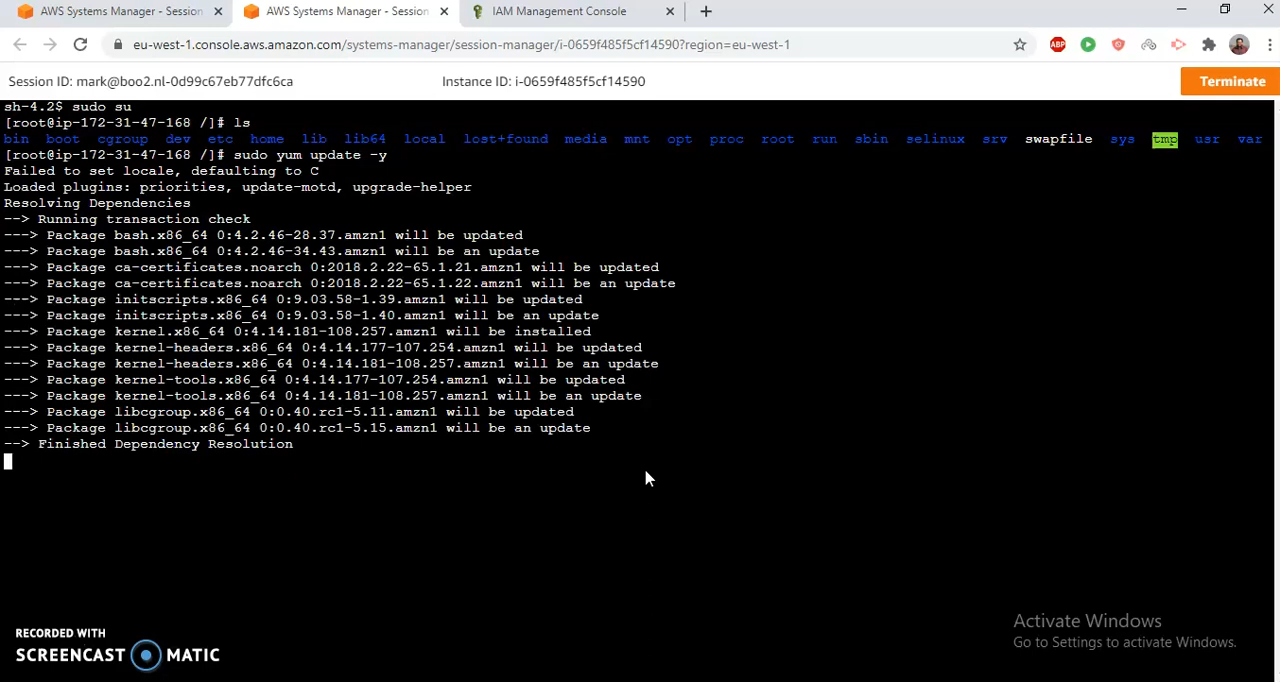 AWS Systems Manager - Session
AWS Systems Manager - Session
IAM Management Console
eu-west-1.console.aws.amazon.com/systems-manager/session-manager/i-0659f485f5cf14590?region=eu-west-1
ABP
Session ID: mark@boo2.nl-0d99c67eb77dfc6ca
Instance ID: i-0659f485f5cf14590
Terminate
sh-4.2$ sudo su
[root@ip-172-31-47-168 /]# ls
bin boot cgroup dev etc home lib lib64 local lost+found media mnt opt proc root run sbin selinux srv swapfile sys tmp usr var
[root@ip-172-31-47-168 /]# sudo yum update -y
Failed to set locale, defaulting to C
Loaded plugins: priorities, update-motd, upgrade-helper
Resolving Dependencies
--> Running transaction check
---> Package bash.x86_64 0:4.2.46-28.37.amzn1 will be updated
---> Package bash.x86_64 0:4.2.46-34.43.amzn1 will be an update
---> Package ca-certificates.noarch 0:2018.2.22-65.1.21.amzn1 will be updated
---> Package ca-certificates.noarch 0:2018.2.22-65.1.22.amzn1 will be an update
---> Package initscripts.x86_64 0:9.03.58-1.39.amzn1 will be updated
---> Package initscripts.x86_64 0:9.03.58-1.40.amzn1 will be an update
---> Package kernel.x86_64 0:4.14.181-108.257.amzn1 will be installed
---> Package kernel-headers.x86_64 0:4.14.177-107.254.amzn1 will be updated
---> Package kernel-headers.x86_64 0:4.14.181-108.257.amzn1 will be an update
---> Package kernel-tools.x86_64 0:4.14.177-107.254.amzn1 will be updated
---> Package kernel-tools.x86_64 0:4.14.181-108.257.amzn1 will be an update
---> Package libcgroup.x86_64 0:0.40.rc1-5.11.amzn1 will be updated
---> Package libcgroup.x86_64 0:0.40.rc1-5.15.amzn1 will be an update
--> Finished Dependency Resolution
Activate Windows
Go to Settings to activate Windows.
RECORDED WITH
SCREENCAST MATIC